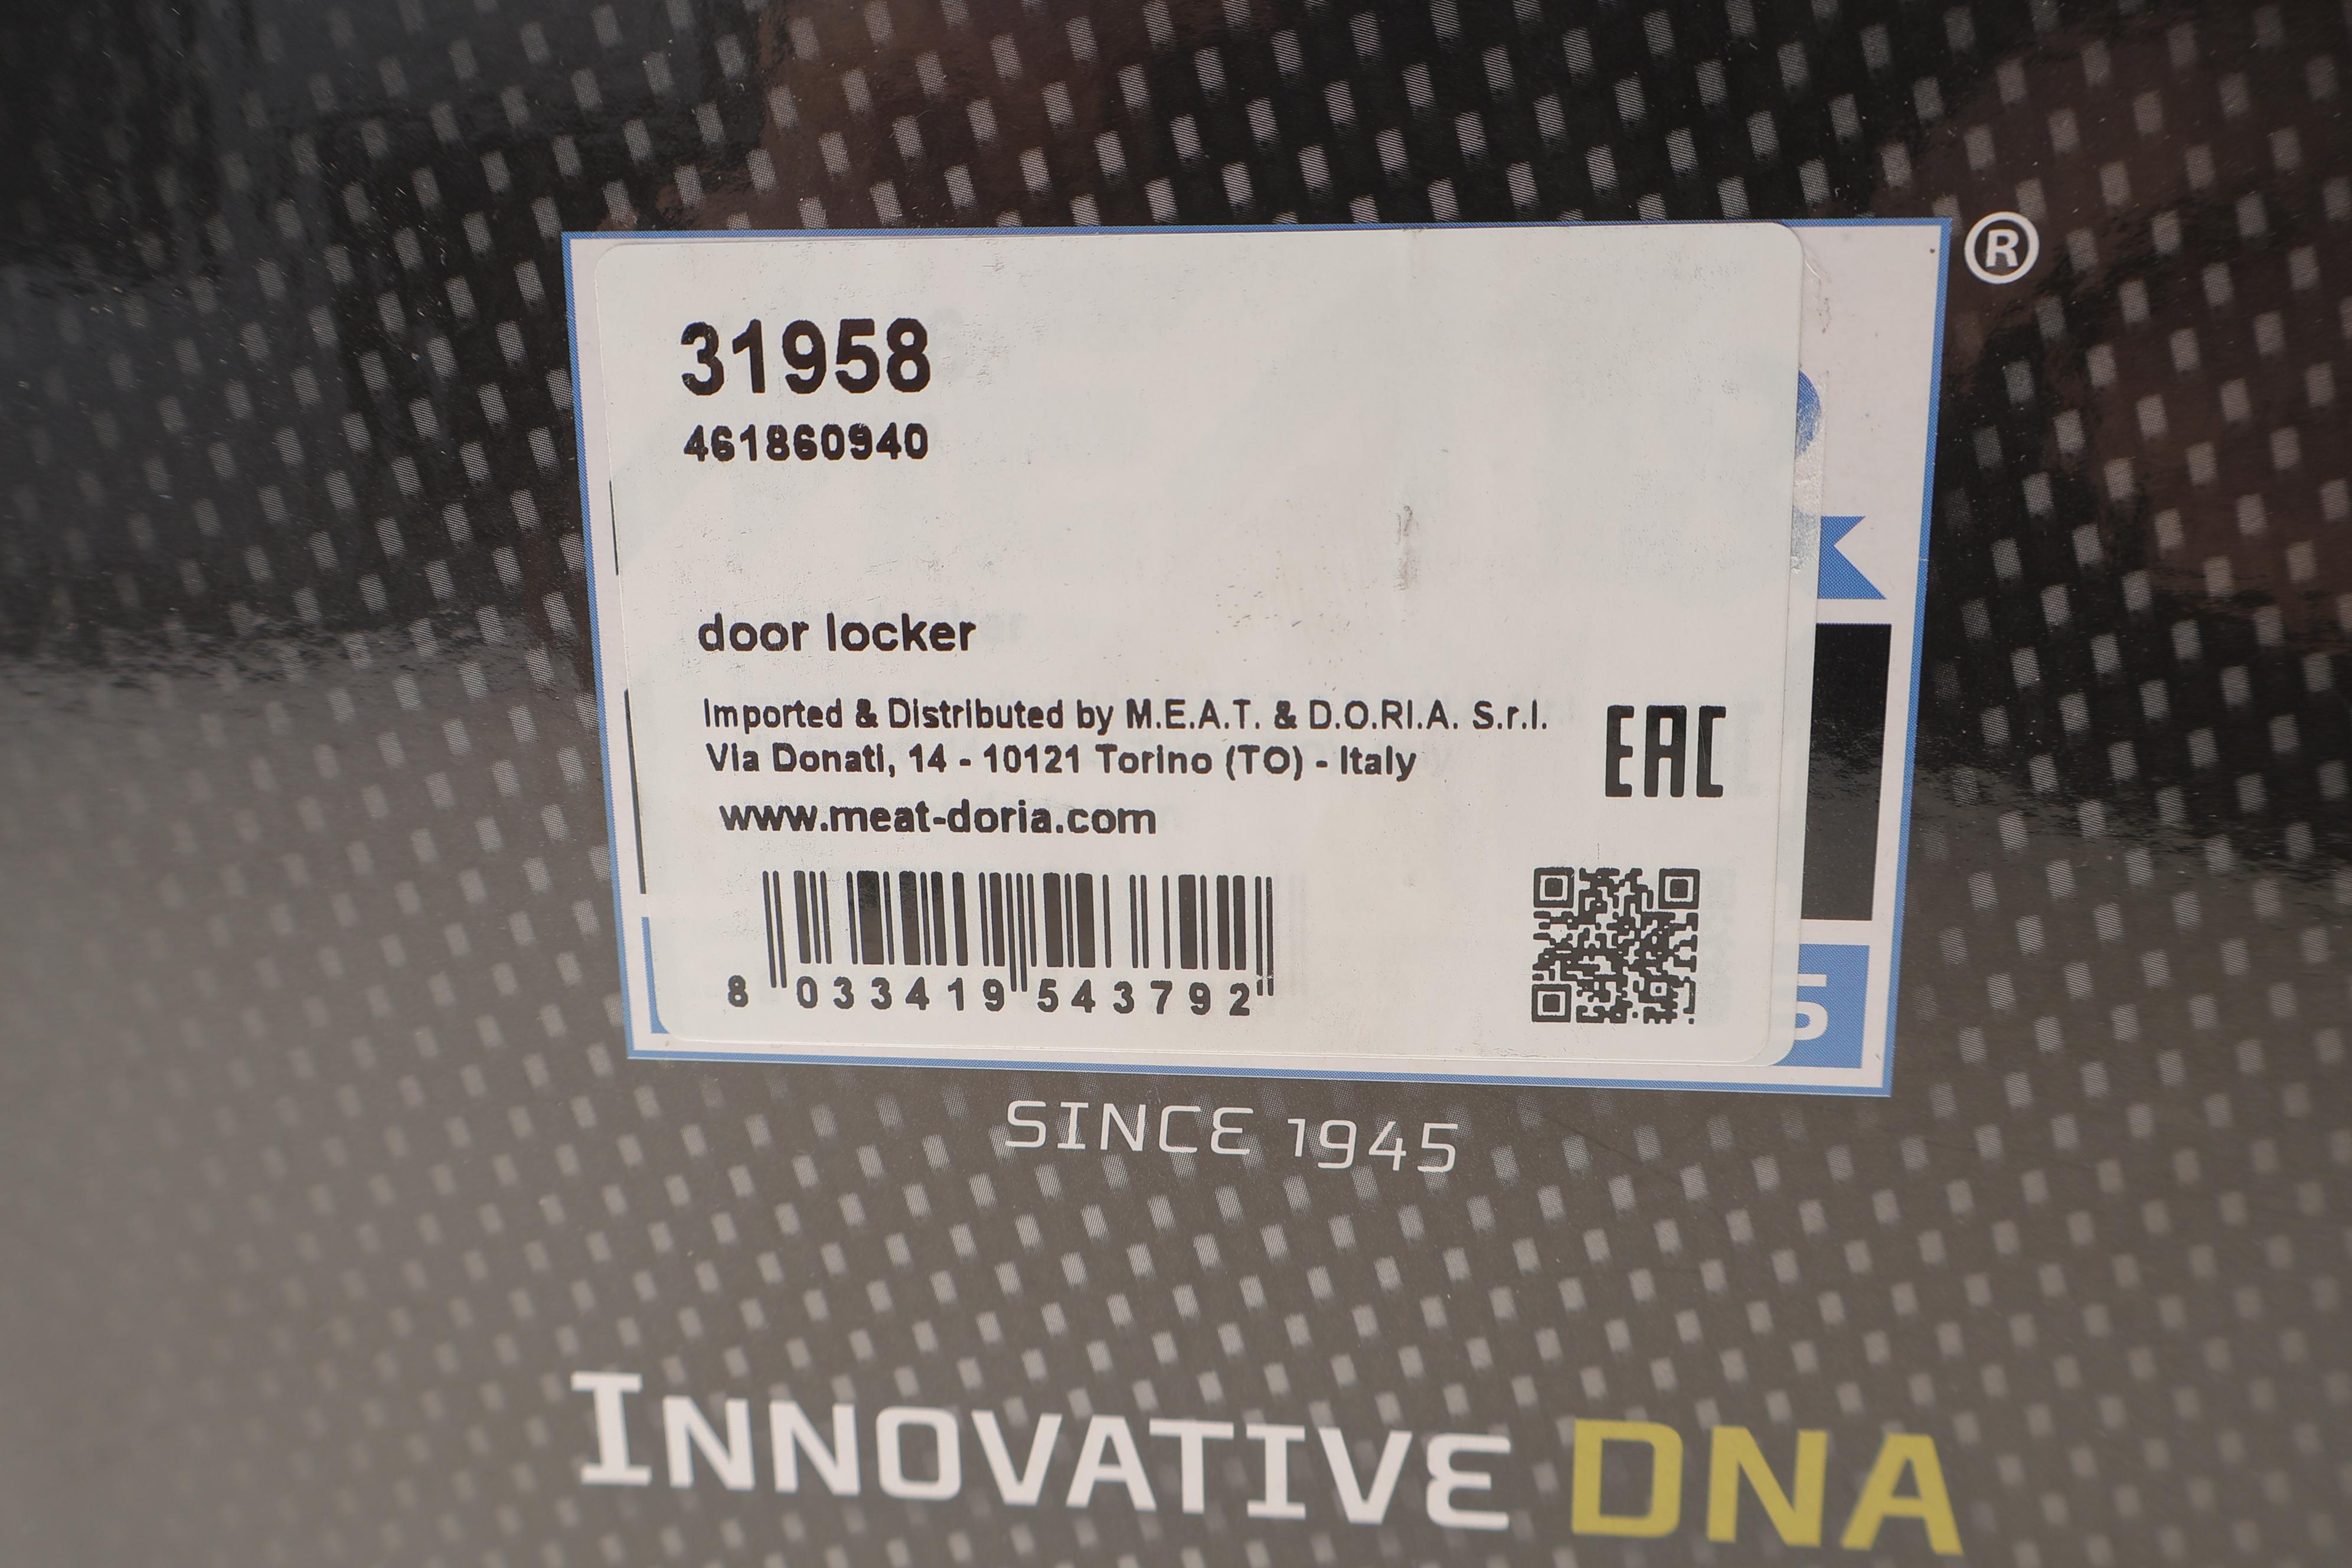 ®
31958
461860940
door locker
Imported & Distributed by M.E.A.T. & D.O.RI.A. S.r.l.
Via Donati, 14 - 10121 Torino (TO) - Italy
EAC
www.meat-doria.com
8 033419 543792
5
SINCE 1945
INNOVATIVE DNA